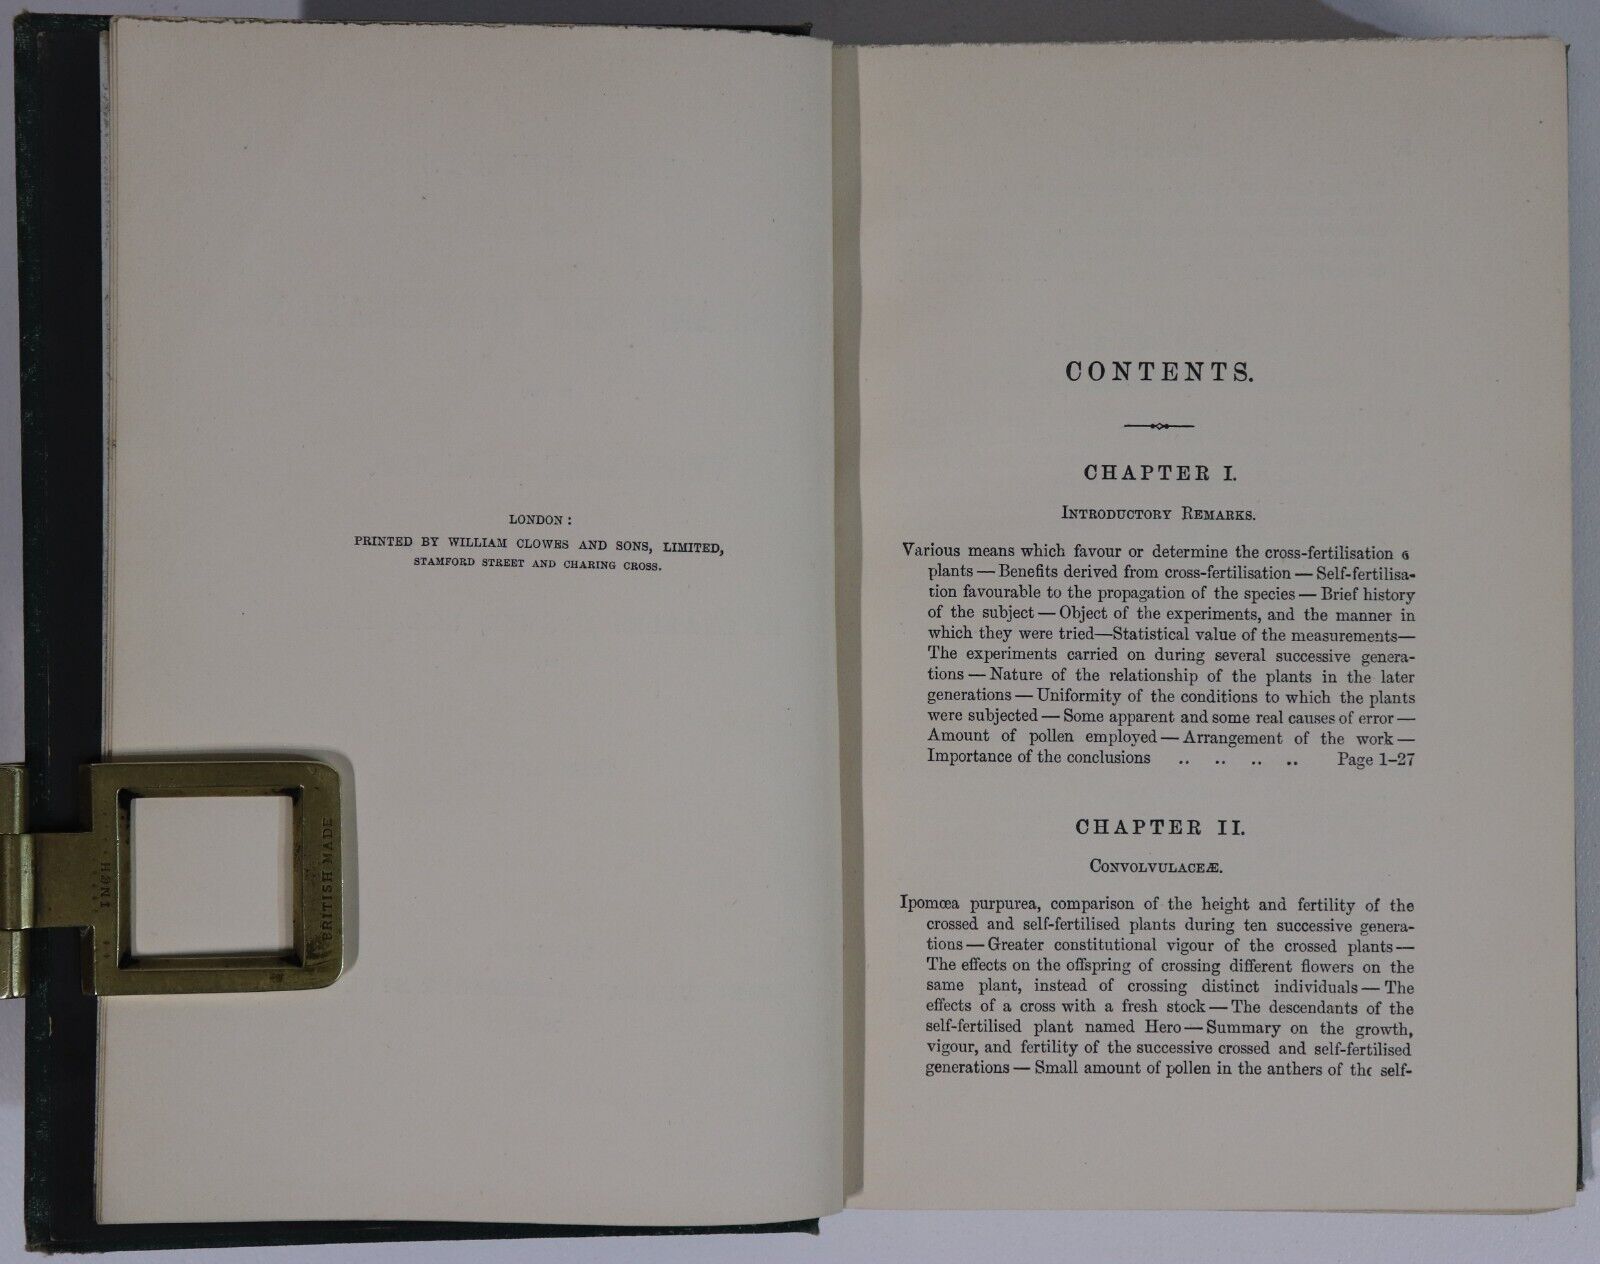 LONDON:
PRINTED BY WILLIAM CLOWES AND SONS, LIMITED,
STAMFORD STREET AND CHARING CROSS.
INCH
BRITISH MADE
CONTENTS.
CHAPTER I.
INTRODUCTORY REMARKS.
Various means which favour or determine the cross-fertilisation
plants — Benefits derived from cross-fertilisation — Self-fertilisa-
tion favourable to the propagation of the species — Brief history
of the subject — Object of the experiments, and the manner in
which they were tried—Statistical value of the measurements—
The experiments carried on during several successive genera-
tions — Nature of the relationship of the plants in the later
generations — Uniformity of the conditions to which the plants
were subjected — Some apparent and some real causes of error —
Amount of pollen employed — Arrangement of the work —
Importance of the conclusions .. .. .. .. Page 1-27
CHAPTER II.
CONVOLVULACEÆ.
Ipomœa purpurea, comparison of the height and fertility of the
crossed and self-fertilised plants during ten successive genera-
tions — Greater constitutional vigour of the crossed plants —
The effects on the offspring of crossing different flowers on the
same plant, instead of crossing distinct individuals — The
effects of a cross with a fresh stock — The descendants of the
self-fertilised plant named Hero — Summary on the growth,
vigour, and fertility of the successive crossed and self-fertilised
generations — Small amount of pollen in the anthers of the self-